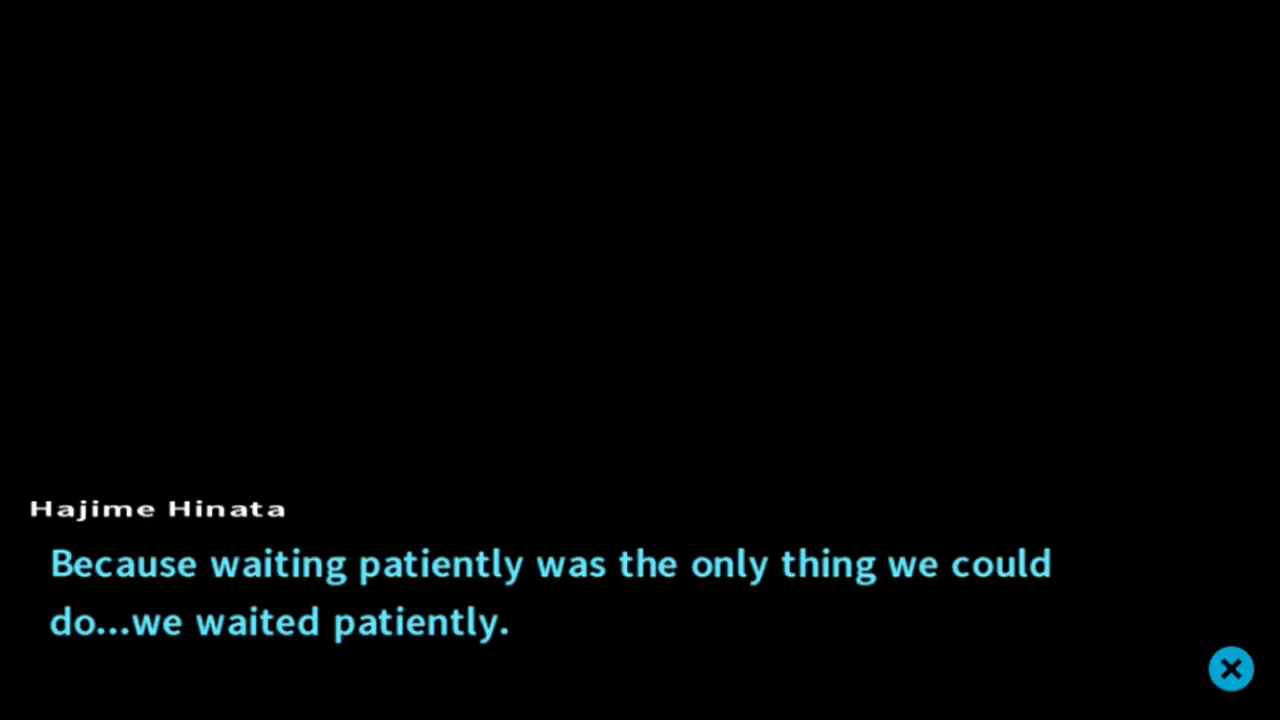 Hajime Hinata
Because waiting patiently was the only thing we could
do...we waited patiently.